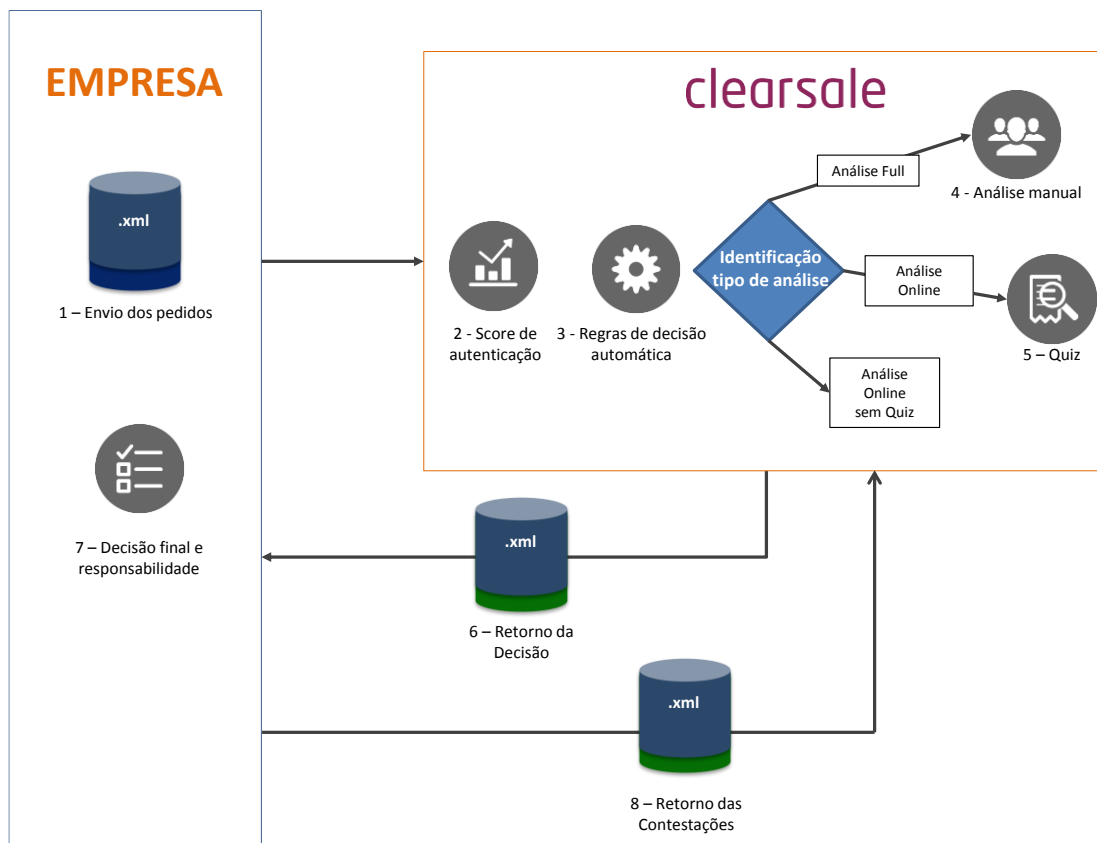 EMPRESA
.xml
1 – Envio dos pedidos
7 – Decisão final e
responsabilidade
clearsale
2 - Score de
autenticação
3 - Regras de decisão
automática
Identificação
tipo de análise
Análise Full
4 - Análise manual
Análise
Online
5 – Quiz
Análise
Online
sem Quiz
.xml
6 – Retorno da
Decisão
.xml
8 – Retorno das
Contestações